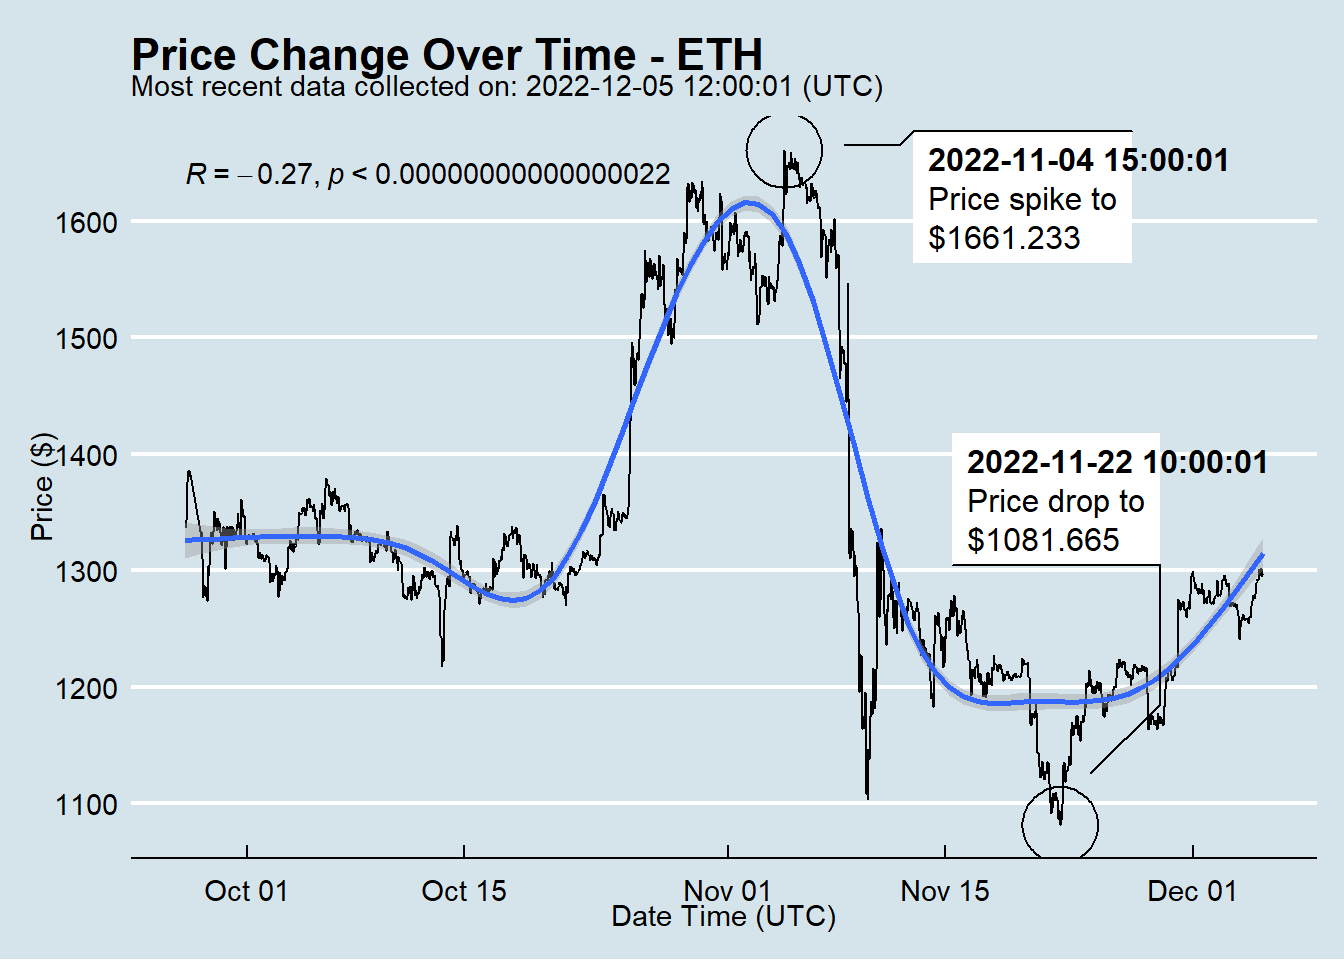 Price Change Over Time - ETH
Most recent data collected on: 2022-12-05 12:00:01 (UTC)
R = −0.27, p < 0.00000000000000022
2022-11-04 15:00:01
Price spike to
$1661.233
2022-11-22 10:00:01
Price drop to
$1081.665
Price ($)
1600
1500
1400
1300
1200
1100
Oct 01
Oct 15
Nov 01
Nov 15
Dec 01
Date Time (UTC)